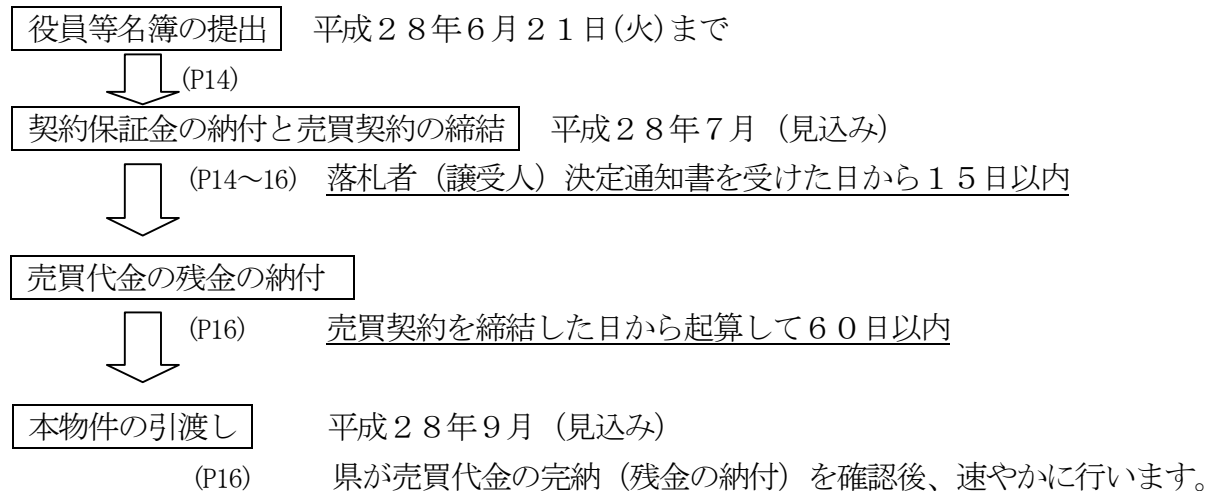 役員等名簿の提出　平成２８年６月２１日(火)まで
(P14)
契約保証金の納付と売買契約の締結　平成２８年７月（見込み）
(P14～16)　落札者（譲受人）決定通知書を受けた日から１５日以内
売買代金の残金の納付
(P16)　売買契約を締結した日から起算して６０日以内
本物件の引渡し　平成２８年９月（見込み）
(P16)　県が売買代金の完納（残金の納付）を確認後、速やかに行います。